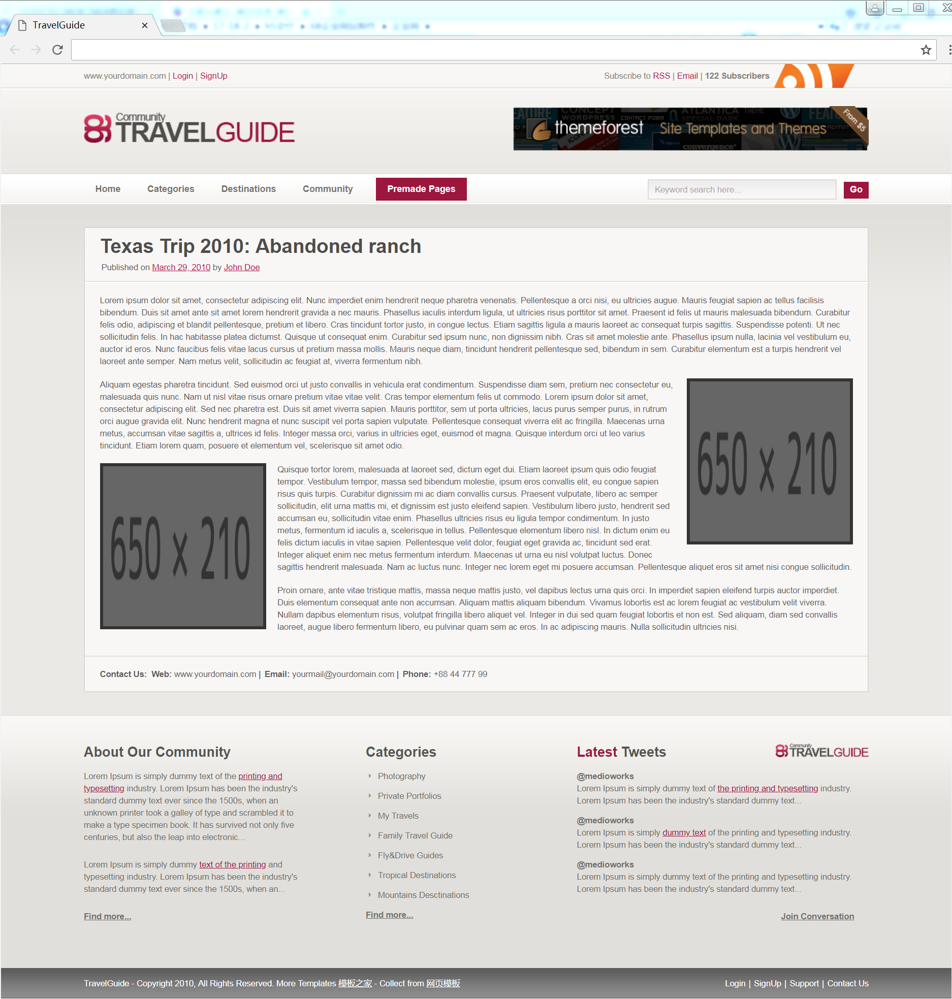 TravelGuide
www.yourdomain.com | Login | SignUp
Subscribe to RSS | Email | 122 Subscribers
Community
TRAVELGUIDE
themeforest Site Templates and Themes From $5
Home Categories Destinations Community Premade Pages
Keyword search here... Go
Texas Trip 2010: Abandoned ranch
Published on March 29, 2010 by John Doe
Lorem ipsum dolor sit amet, consectetur adipiscing elit. Nunc imperdiet enim hendrerit neque pharetra venenatis. Pellentesque a orci nisi, eu ultricies augue. Mauris feugiat sapien ac tellus facilisis
bibendum. Duis sit amet ante sit amet lorem hendrerit gravida a nec mauris. Phasellus iaculis interdum ligula, ut ultricies risus porttitor sit amet. Praesent id felis ut mauris malesuada bibendum. Curabitur
felis odio, adipiscing et blandit pellentesque, pretium et libero. Cras tincidunt tortor justo, in congue lectus. Etiam sagittis ligula a mauris laoreet ac consequat turpis sagittis. Suspendisse potenti. Ut nec
sollicitudin felis. In hac habitasse platea dictumst. Quisque ut consequat enim. Curabitur sed ipsum nunc, non dignissim nibh. Cras sit amet molestie ante. Phasellus ipsum nulla, lacinia vel vestibulum eu,
auctor id eros. Nunc faucibus felis vitae lacus cursus ut pretium massa mollis. Mauris neque diam, tincidunt hendrerit pellentesque sed, bibendum in sem. Curabitur elementum est a turpis hendrerit vel
laoreet ante semper. Nam metus velit, sollicitudin ac feugiat at, viverra fermentum nibh.
Aliquam egestas pharetra tincidunt. Sed euismod orci ut justo convallis in vehicula erat condimentum. Suspendisse diam sem, pretium nec consectetur eu,
malesuada quis nunc. Nam ut nisl vitae risus ornare pretium vitae vitae velit. Cras tempor elementum felis ut commodo. Lorem ipsum dolor sit amet,
consectetur adipiscing elit. Sed nec pharetra est. Duis sit amet viverra sapien. Mauris porttitor, sem ut porta ultricies, lacus purus semper purus, in rutrum
orci augue gravida elit. Nunc hendrerit magna et nunc suscipit vel porta sapien vulputate. Pellentesque consequat viverra elit ac fringilla. Maecenas urna
metus, accumsan vitae sagittis a, ultrices id felis. Integer massa orci, varius in ultricies eget, euismod et magna. Quisque interdum orci ut leo varius
tincidunt. Etiam lorem quam, posuere et elementum vel, scelerisque sit amet odio.
650 × 210
650 × 210
Quisque tortor lorem, malesuada at laoreet sed, dictum eget dui. Etiam laoreet ipsum quis odio feugiat
tempor. Vestibulum tempor, massa sed bibendum molestie, ipsum eros convallis elit, eu congue sapien
risus quis turpis. Curabitur dignissim mi ac diam convallis cursus. Praesent vulputate, libero ac semper
sollicitudin, elit urna mattis mi, et dignissim est justo eleifend sapien. Vestibulum libero justo, hendrerit sed
accumsan eu, sollicitudin vitae enim. Phasellus ultricies risus eu ligula tempor condimentum. In justo
metus, fermentum id iaculis a, scelerisque in tellus. Pellentesque elementum libero nisl. In dictum enim eu
felis dictum iaculis in vitae sapien. Pellentesque velit dolor, feugiat eget gravida ac, tincidunt sed erat.
Integer aliquet enim nec metus fermentum interdum. Maecenas ut urna eu nisl volutpat luctus. Donec
sagittis hendrerit malesuada. Nam ac luctus nunc. Integer nec lorem eget mi posuere accumsan. Pellentesque aliquet eros sit amet nisi congue sollicitudin.
Proin ornare, ante vitae tristique mattis, massa neque mattis justo, vel dapibus lectus urna quis orci. In imperdiet sapien eleifend turpis auctor imperdiet.
Duis elementum consequat ante non accumsan. Aliquam mattis aliquam bibendum. Vivamus lobortis est ac lorem feugiat ac vestibulum velit viverra.
Nullam dapibus elementum risus, volutpat fringilla libero aliquet vel. Integer in dui sed quam feugiat lobortis et non est. Sed aliquam, diam sed convallis
laoreet, augue libero fermentum libero, eu pulvinar quam sem ac eros. In ac adipiscing mauris. Nulla sollicitudin ultricies nisi.
Contact Us: Web: www.yourdomain.com | Email: yourmail@yourdomain.com | Phone: +88 44 777 99
About Our Community
Lorem Ipsum is simply dummy text of the printing and
typesetting industry. Lorem Ipsum has been the industry's
standard dummy text ever since the 1500s, when an
unknown printer took a galley of type and scrambled it to
make a type specimen book. It has survived not only five
centuries, but also the leap into electronic...
Lorem Ipsum is simply dummy text of the printing and
typesetting industry. Lorem Ipsum has been the industry's
standard dummy text ever since the 1500s, when an...
Find more...
Categories
Photography
Private Portfolios
My Travels
Family Travel Guide
Fly&Drive Guides
Tropical Destinations
Mountains Desctinations
Find more...
Latest Tweets
Community
TRAVELGUIDE
@medioworks
Lorem Ipsum is simply dummy text of the printing and typesetting industry.
Lorem Ipsum has been the industry's standard dummy text...
@medioworks
Lorem Ipsum is simply dummy text of the printing and typesetting industry.
Lorem Ipsum has been the industry's standard dummy text...
@medioworks
Lorem Ipsum is simply dummy text of the printing and typesetting industry.
Lorem Ipsum has been the industry's standard dummy text...
Join Conversation
TravelGuide - Copyright 2010, All Rights Reserved. More Templates 模板之家 - Collect from 网页模板
Login | SignUp | Support | Contact Us